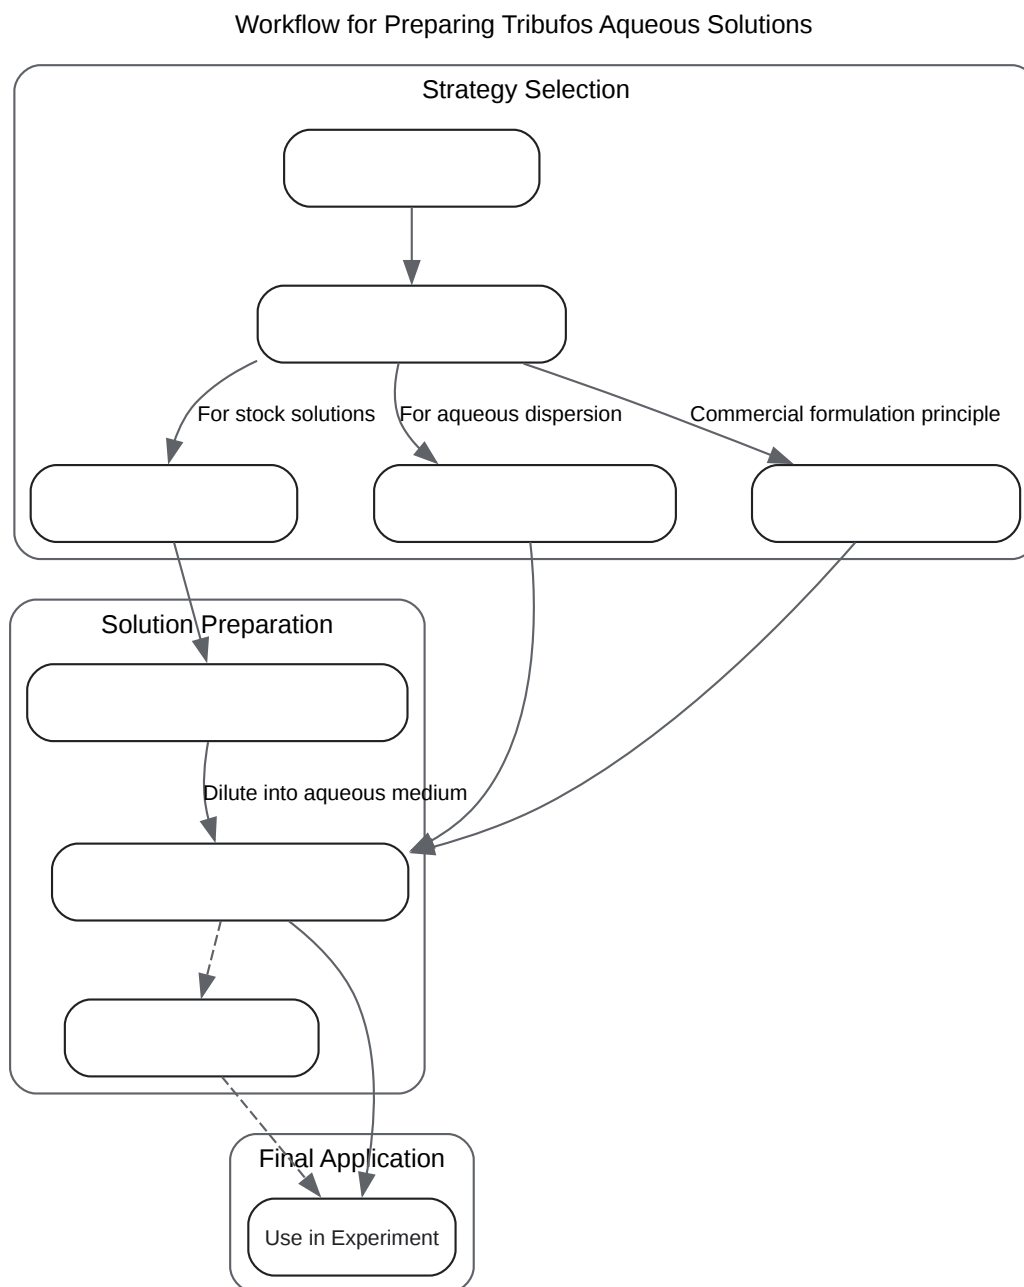 Workflow for Preparing Tribufos Aqueous Solutions
Strategy Selection
For stock solutions
For aqueous dispersion
Commercial formulation principle
Solution Preparation
Dilute into aqueous medium
Final Application
Use in Experiment